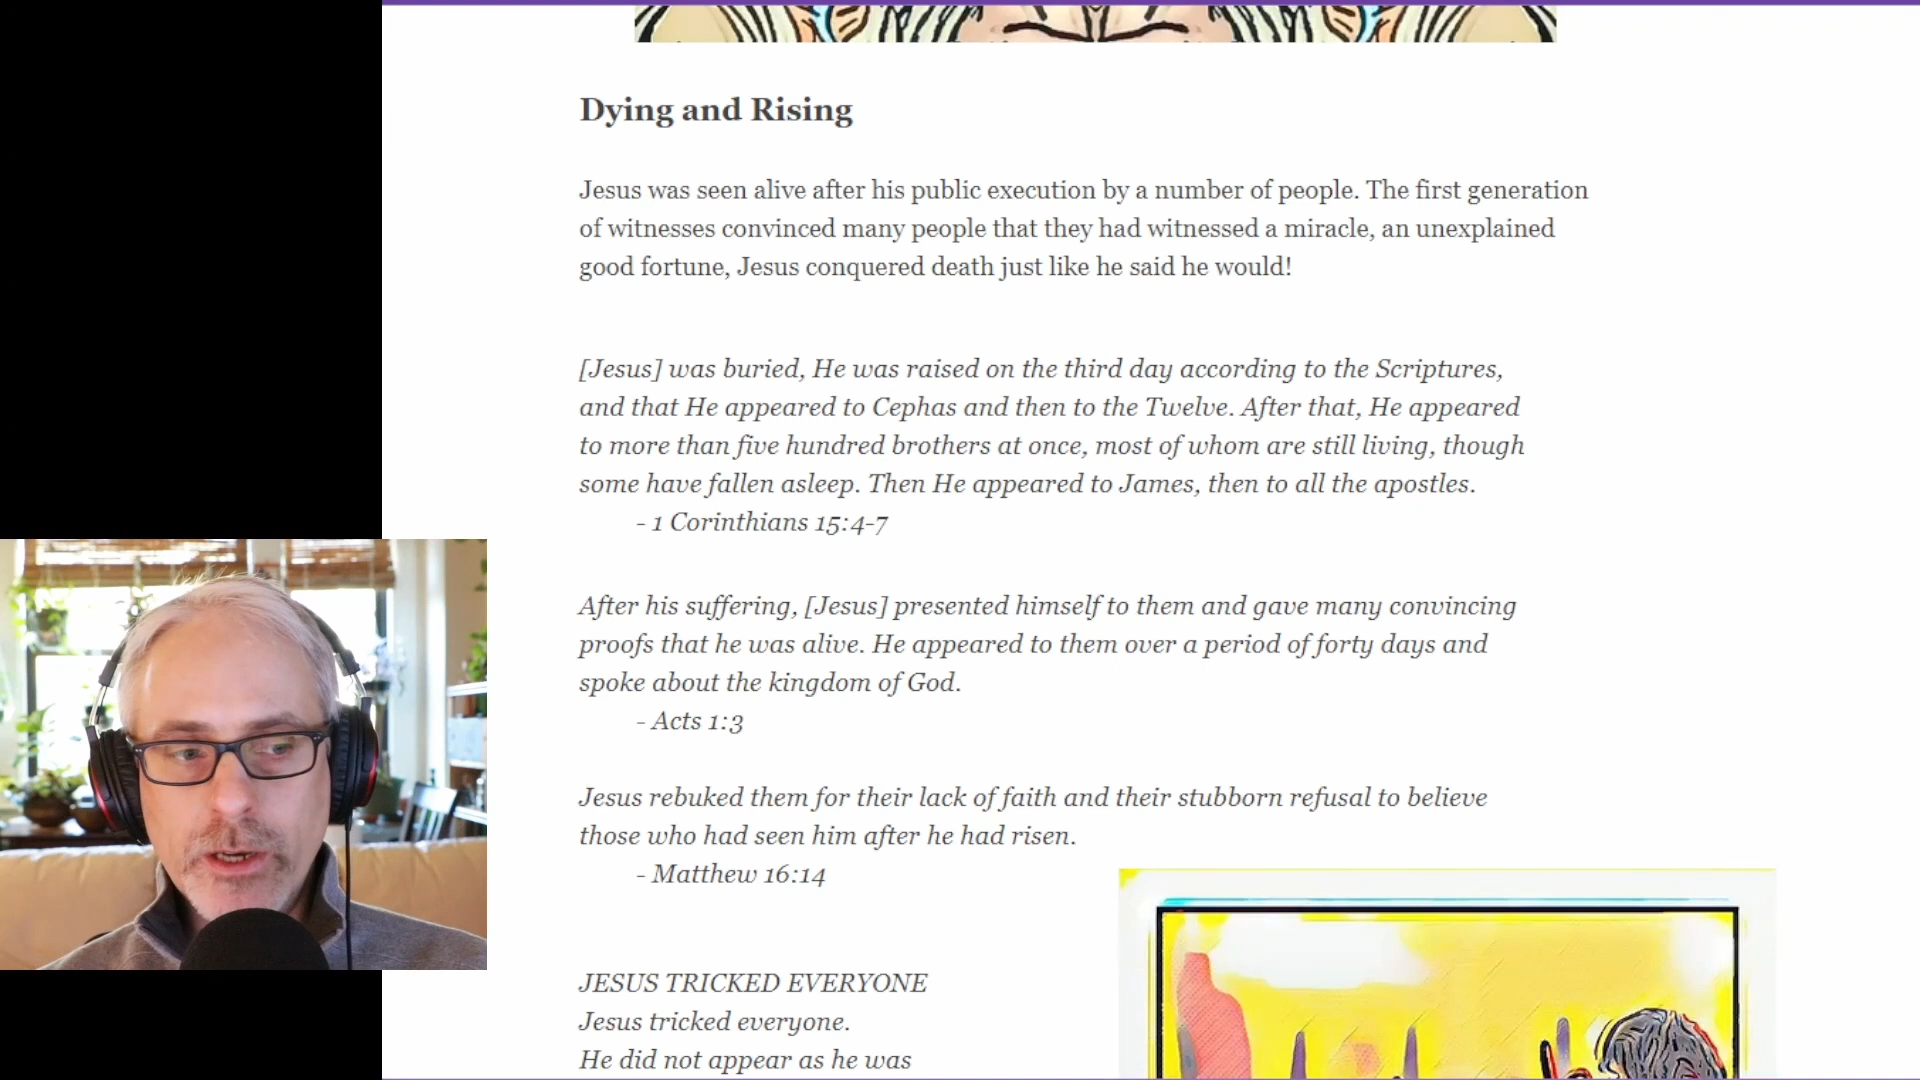 Dying and Rising
Jesus was seen alive after his public execution by a number of people. The first generation
of witnesses convinced many people that they had witnessed a miracle, an unexplained
good fortune, Jesus conquered death just like he said he would!
[Jesus] was buried, He was raised on the third day according to the Scriptures,
and that He appeared to Cephas and then to the Twelve. After that, He appeared
to more than five hundred brothers at once, most of whom are still living, though
some have fallen asleep. Then He appeared to James, then to all the apostles.
- 1 Corinthians 15:4-7
After his suffering, [Jesus] presented himself to them and gave many convincing
proofs that he was alive. He appeared to them over a period of forty days and
spoke about the kingdom of God.
- Acts 1:3
Jesus rebuked them for their lack of faith and their stubborn refusal to believe
those who had seen him after he had risen.
- Matthew 16:14
JESUS TRICKED EVERYONE
Jesus tricked everyone.
He did not appear as he was